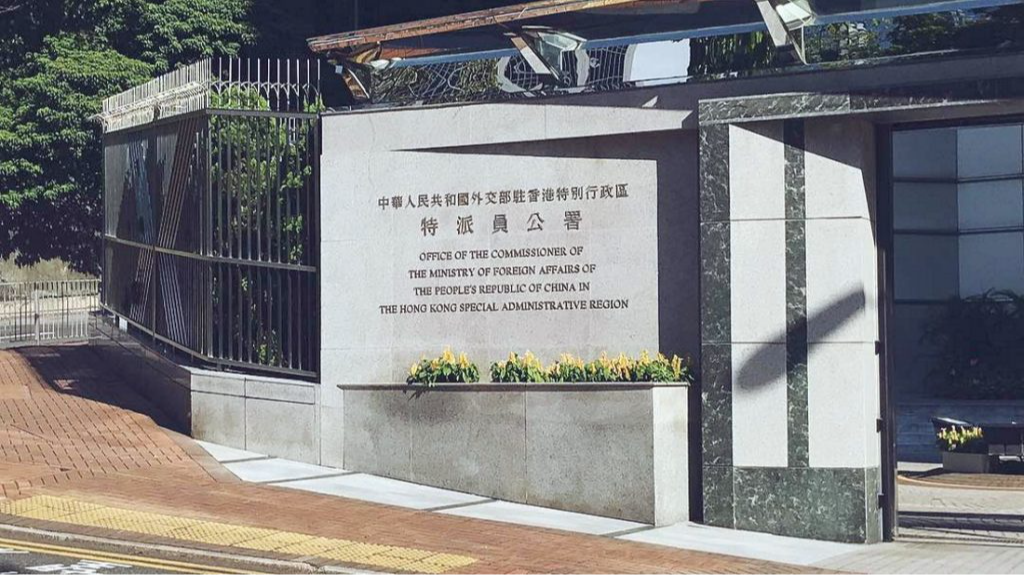 中華人民共和國外交部駐香港特別行政區
特派員公署
OFFICE OF THE COMMISSIONER OF
THE MINISTRY OF FOREIGN AFFAIRS OF
THE PEOPLE'S REPUBLIC OF CHINA IN
THE HONG KONG SPECIAL ADMINISTRATIVE REGION